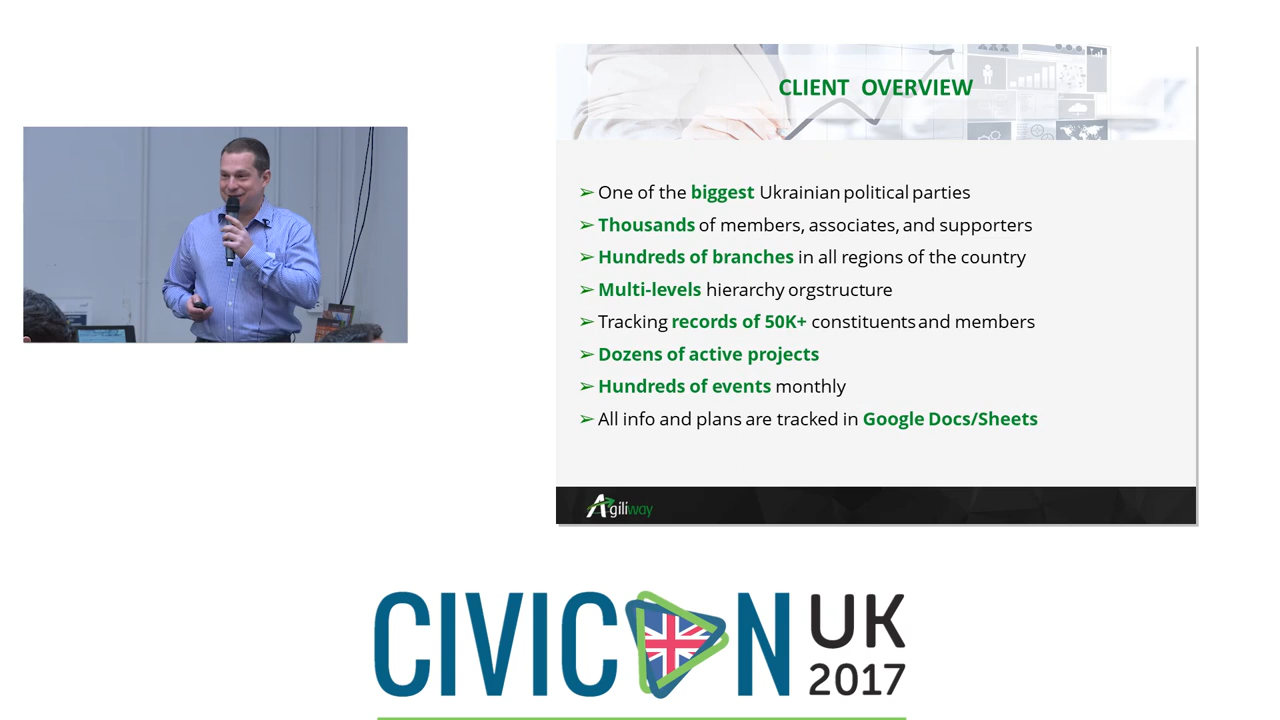 CLIENT OVERVIEW
➢ One of the biggest Ukrainian political parties
➢ Thousands of members, associates, and supporters
➢ Hundreds of branches in all regions of the country
➢ Multi-levels hierarchy orgstructure
➢ Tracking records of 50K+ constituents and members
➢ Dozens of active projects
➢ Hundreds of events monthly
➢ All info and plans are tracked in Google Docs/Sheets
Agiliway
CIVICON UK
2017